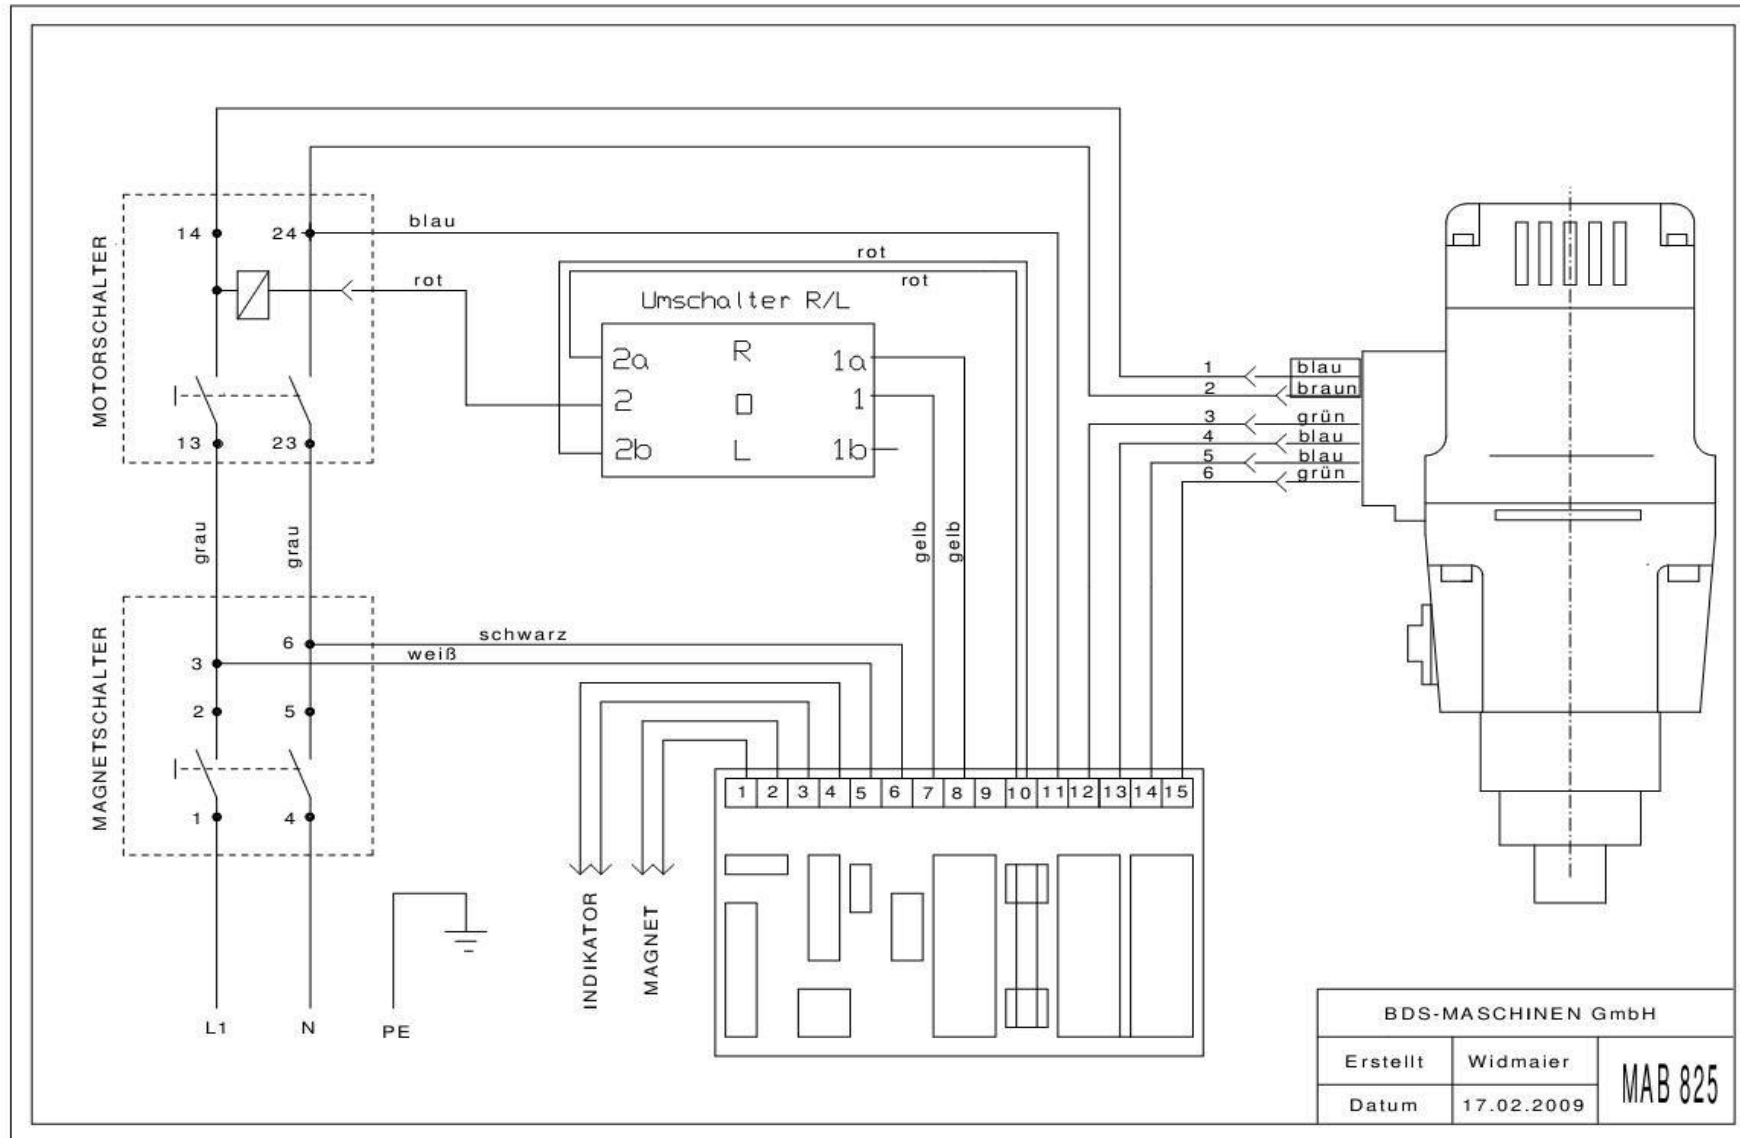 14
24
blau
rot
rot
rot
MOTORSCHALTER
Umschalter R/L
2a
R
1a
2
0
1
2b
L
1b
13
23
1
blau
2
braun
3
grün
4
blau
5
blau
6
grün
grau
grau
gelb
gelb
MAGNETSCHALTER
6
schwarz
3
weiß
2
5
1
4
1 2 3 4 5 6 7 8 9 10 11 12 13 14 15
INDIKATOR
MAGNET
L1
N
PE
BDS-MASCHINEN GmbH
Erstellt
Widmaier
MAB 825
Datum
17.02.2009